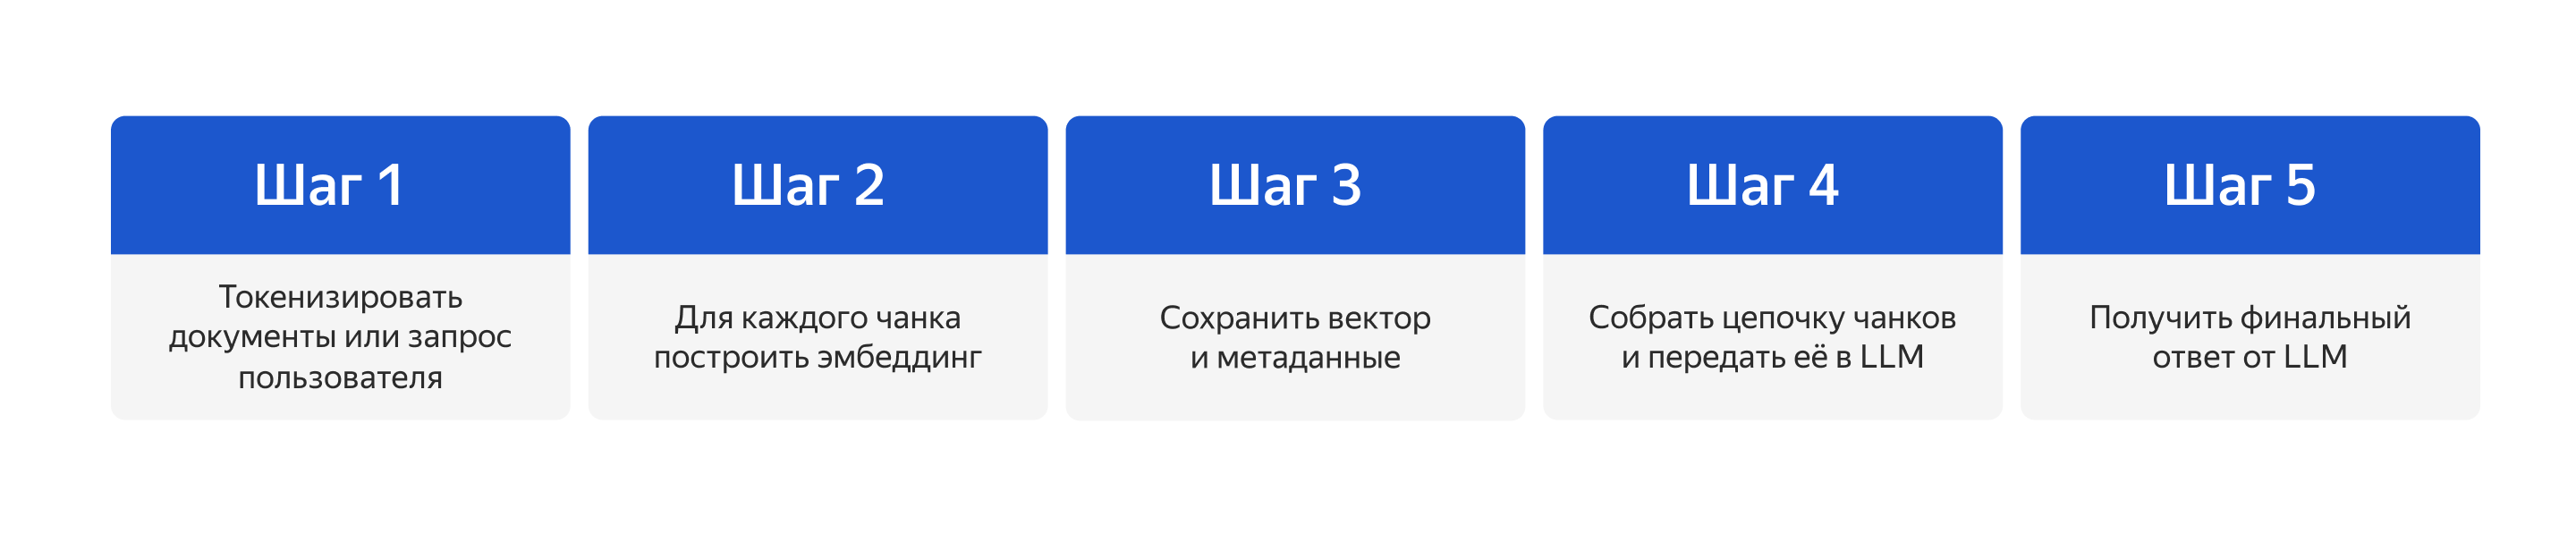 Шаг 1
Токенизировать
документы или запрос
пользователя
Шаг 2
Для каждого чанка
построить эмбеддинг
Шаг 3
Сохранить вектор
и метаданные
Шаг 4
Собрать цепочку чанков
и передать её в LLM
Шаг 5
Получить финальный
ответ от LLM